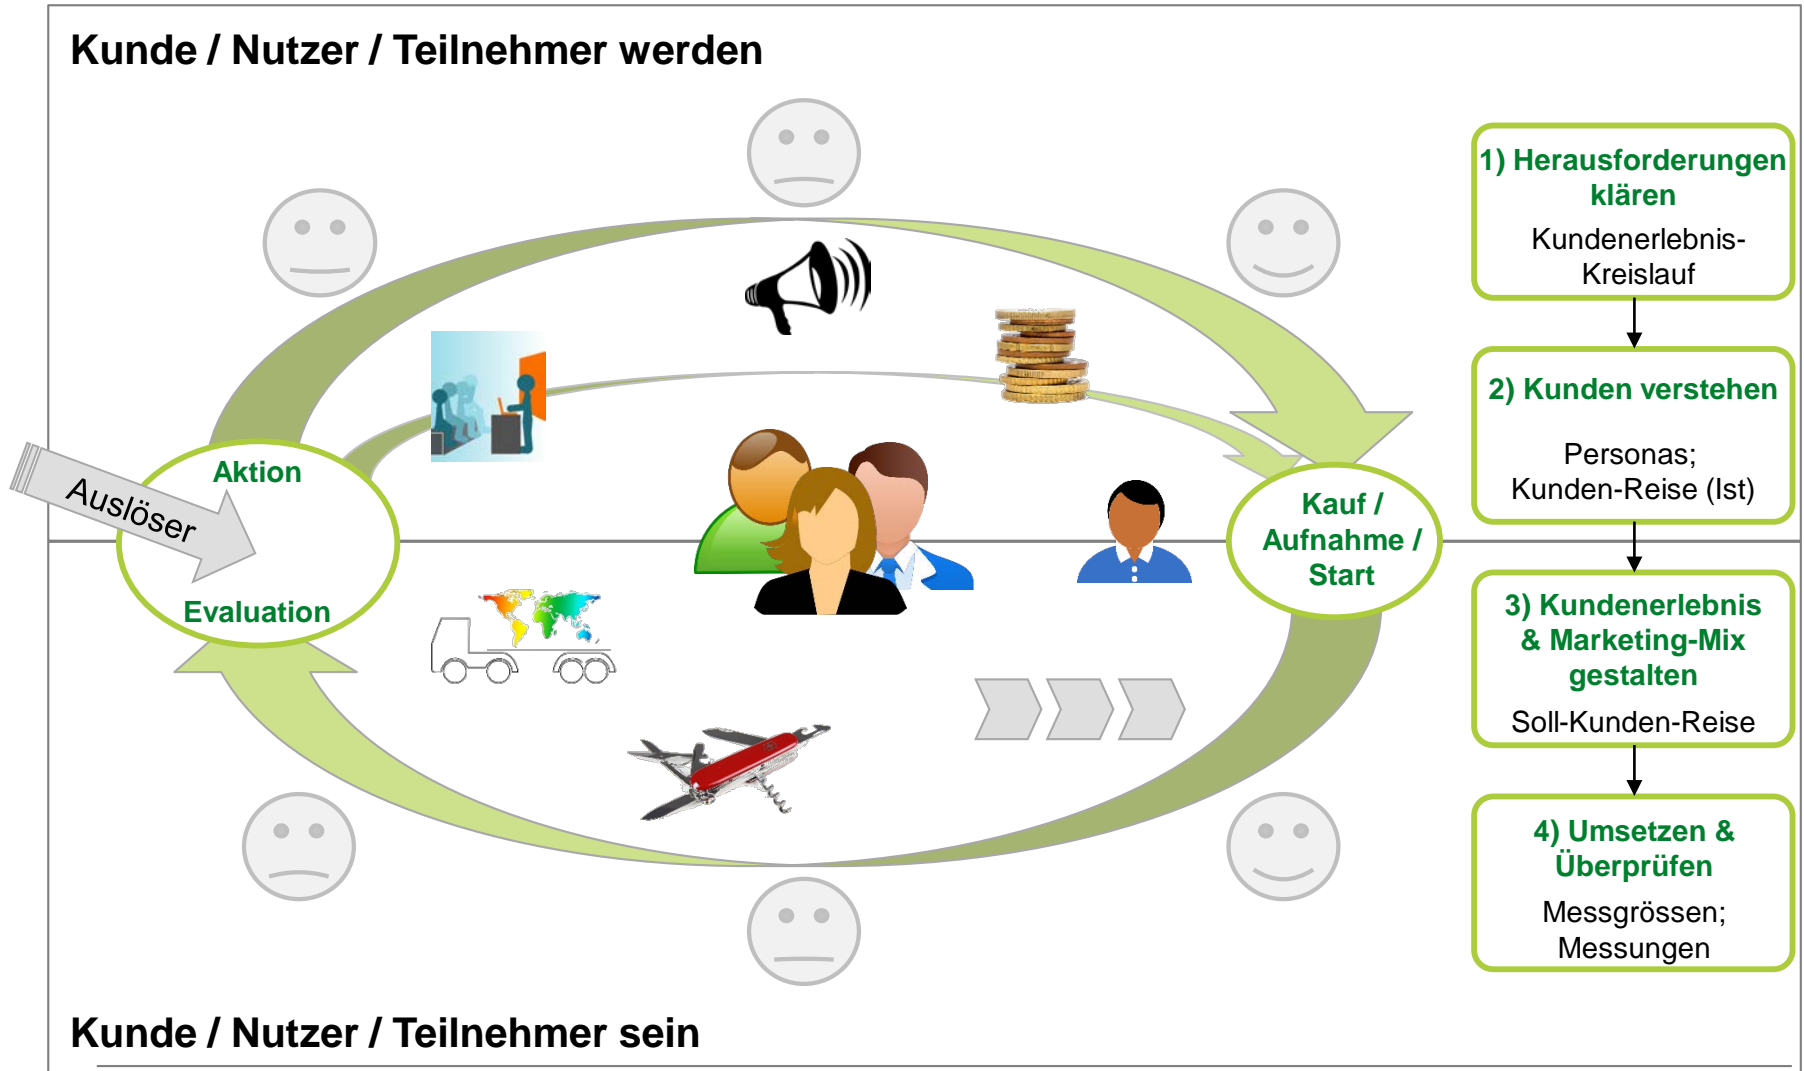 Kunde / Nutzer / Teilnehmer werden
Auslöser
Aktion
Evaluation
Kauf /
Aufnahme /
Start
1) Herausforderungen
klären
Kundenerlebnis-
Kreislauf
2) Kunden verstehen
Personas;
Kunden-Reise (Ist)
3) Kundenerlebnis
& Marketing-Mix
gestalten
Soll-Kunden-Reise
4) Umsetzen &
Überprüfen
Messgrössen;
Messungen
Kunde / Nutzer / Teilnehmer sein